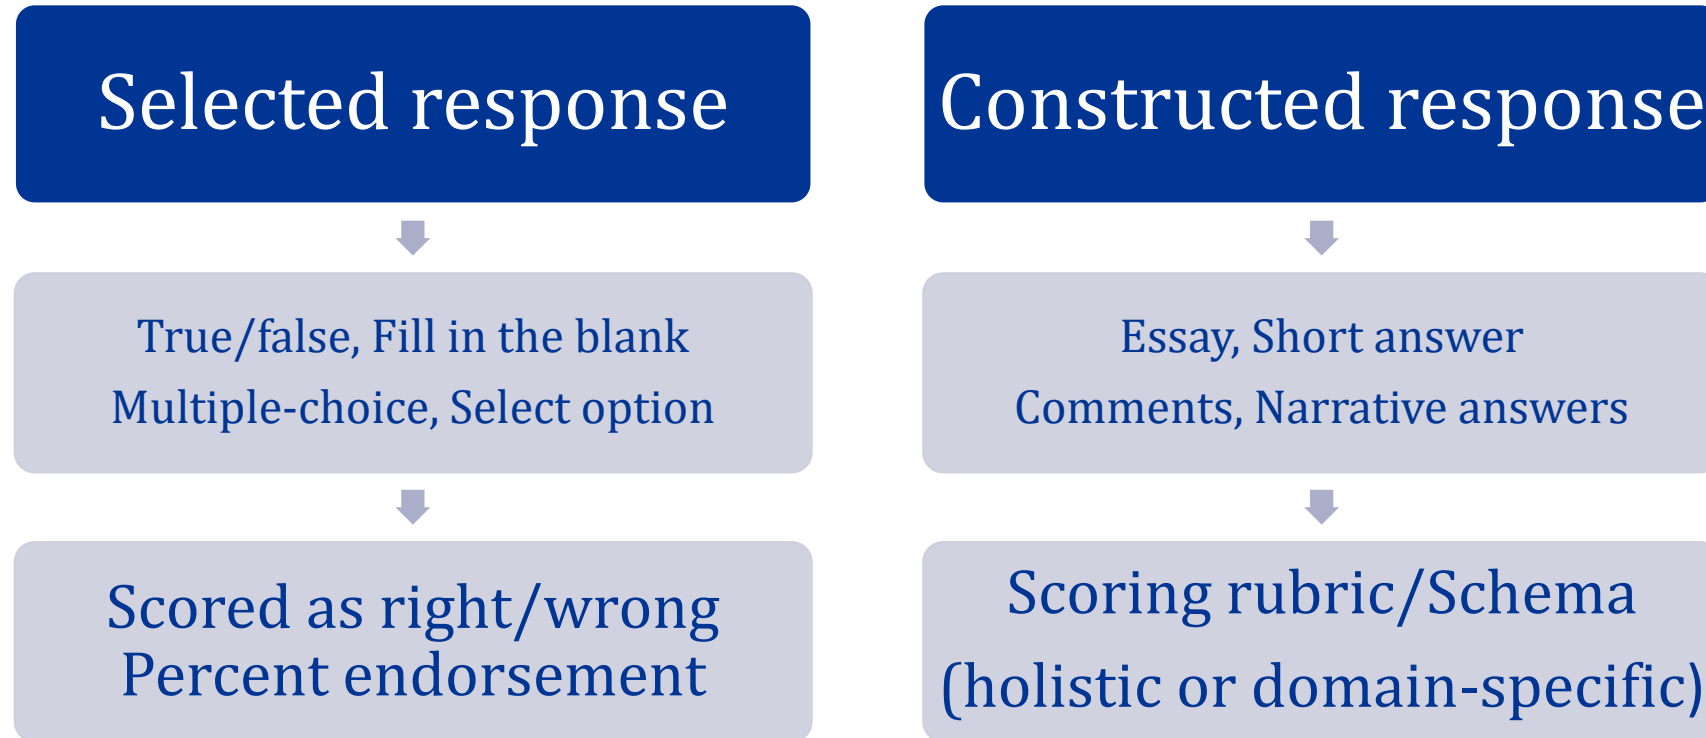 Selected response
True/false, Fill in the blank
Multiple-choice, Select option
Scored as right/wrong
Percent endorsement
Constructed response
Essay, Short answer
Comments, Narrative answers
Scoring rubric/Schema
(holistic or domain-specific)